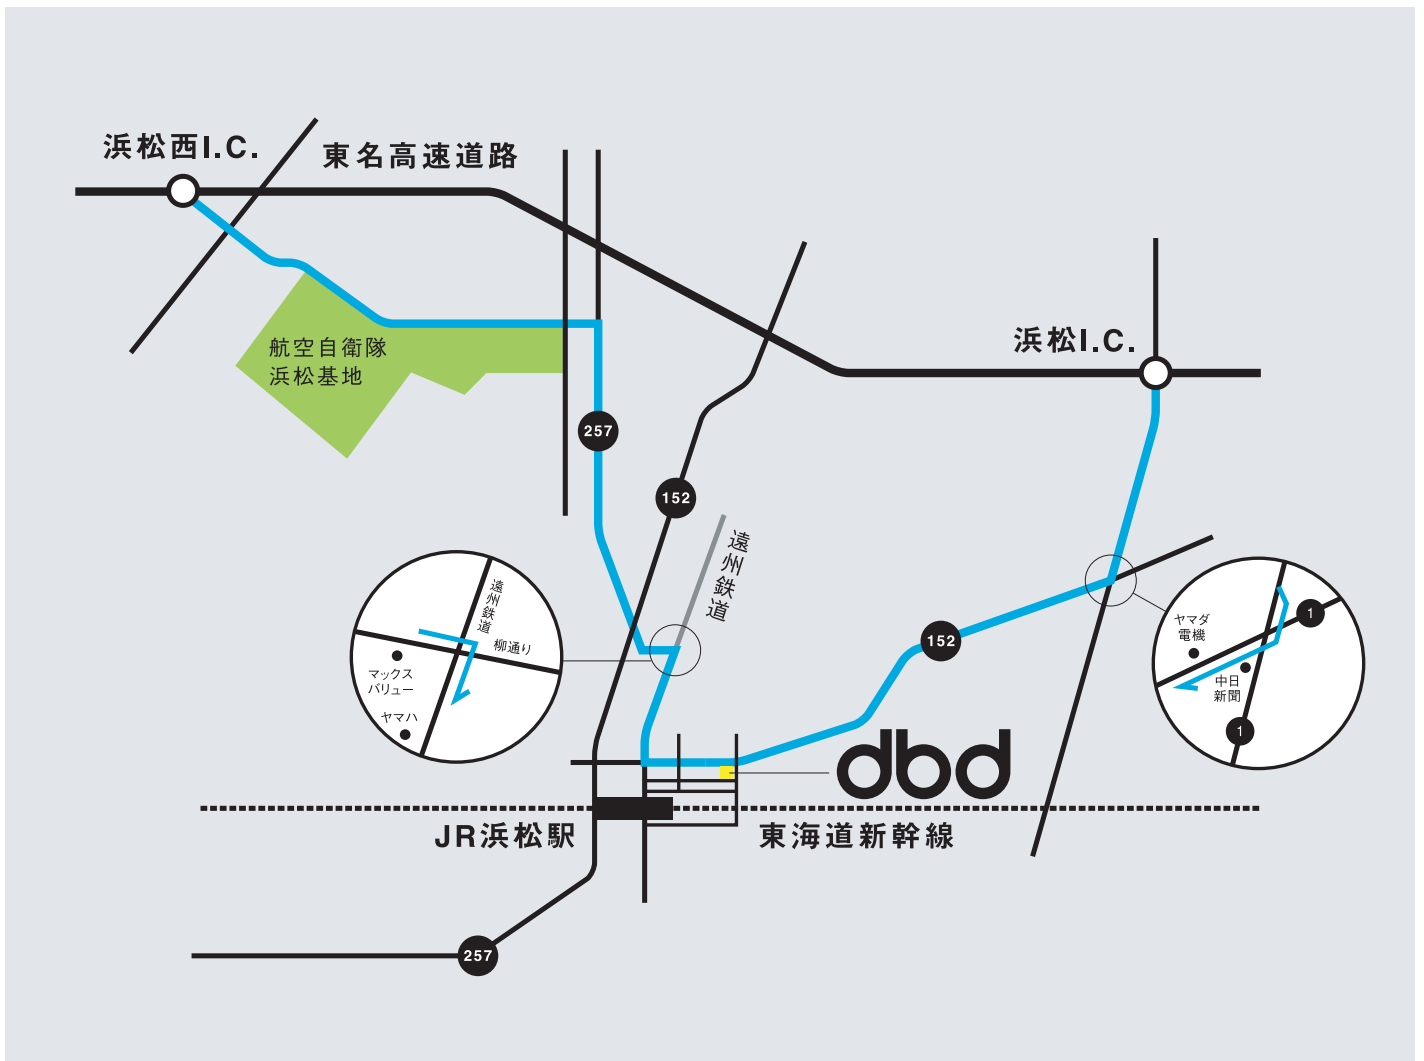 浜松西I.C.
東名高速道路
浜松I.C.
航空自衛隊
浜松基地
257
152
遠州鉄道
遠州鉄道
柳通り
マックス
バリュー
ヤマハ
152
ヤマダ
電機
1
中日
新聞
1
dbd
JR浜松駅
東海道新幹線
257